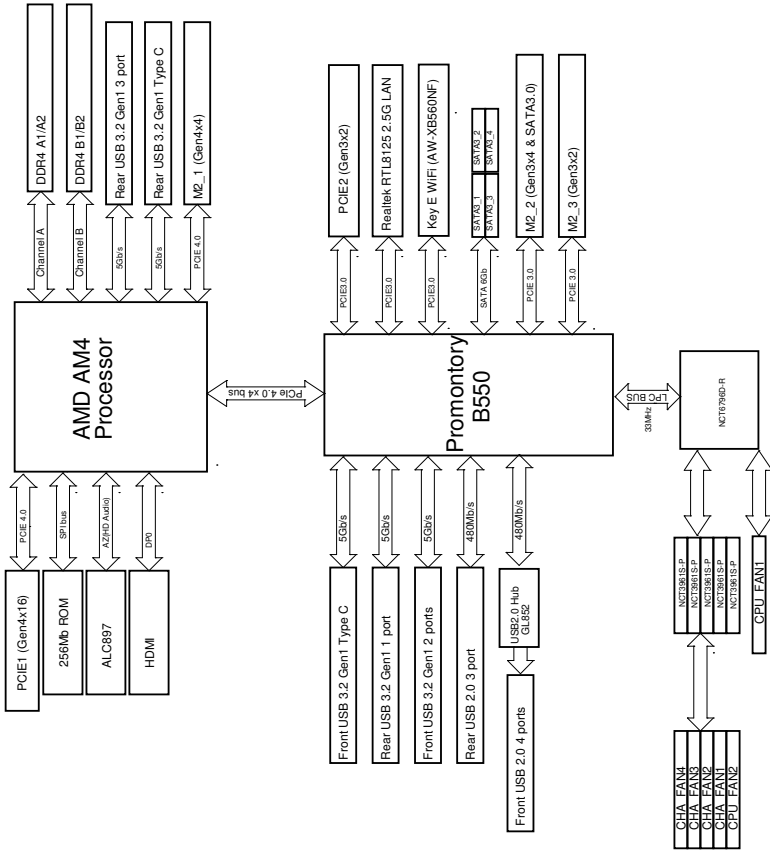 DDR4 A1/A2
DDR4 B1/B2
Rear USB 3.2 Gen1 3 port
Rear USB 3.2 Gen1 Type C
M2_1 (Gen4x4)
Channel A
Channel B
5Gb/s
5Gb/s
PCIE 4.0
AMD AM4
Processor
PCIE 4.0
SPI bus
AZ(HD Audio)
DP0
PCIE1 (Gen4x16)
256Mb ROM
ALC897
HDMI
PCIe 4.0 x4 bus
PCIE2 (Gen3x2)
Realtek RTL8125 2.5G LAN
Key E WiFi (AW-XB560NF)
SATA3_1
SATA3_2
SATA3_3
SATA3_4
M2_2 (Gen3x4 & SATA3.0)
M2_3 (Gen3x2)
PCIE3.0
PCIE3.0
PCIE3.0
SATA 6Gb
PCIE 3.0
PCIE 3.0
Promontory
B550
5Gb/s
5Gb/s
5Gb/s
480Mb/s
480Mb/s
Front USB 3.2 Gen1 Type C
Rear USB 3.2 Gen1 1 port
Front USB 3.2 Gen1 2 ports
Rear USB 2.0 3 port
USB2.0 Hub
GL852
Front USB 2.0 4 ports
LPC BUS
33MHz
NCT6796D-R
NCT3961S-P
NCT3961S-P
NCT3961S-P
NCT3961S-P
NCT3961S-P
CPU_FAN1
CHA_FAN4
CHA_FAN3
CHA_FAN2
CHA_FAN1
CPU_FAN2